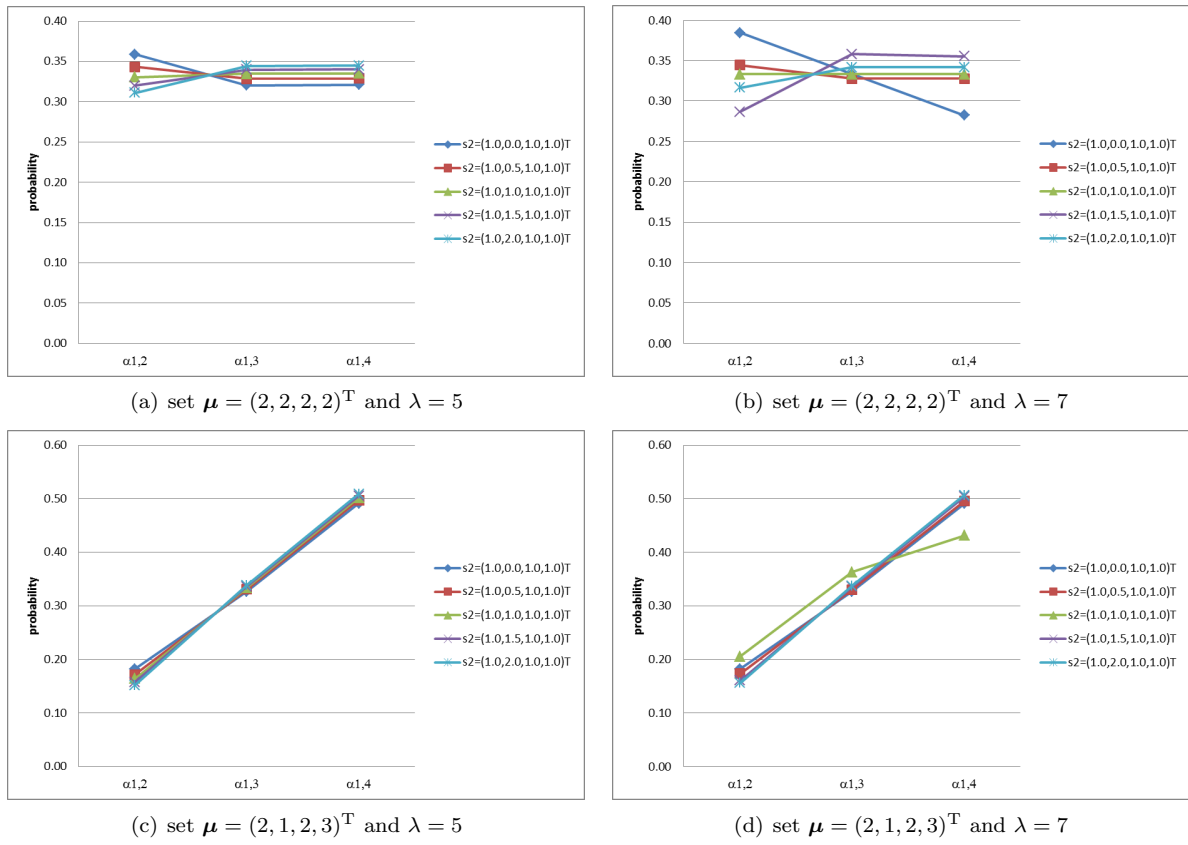 0.40
0.35
0.30
0.25
0.20
0.15
0.10
0.05
0.00
probability
α1,2 α1,3 α1,4
s2=(1.0,0.0,1.0,1.0)T
s2=(1.0,0.5,1.0,1.0)T
s2=(1.0,1.0,1.0,1.0)T
s2=(1.0,1.5,1.0,1.0)T
s2=(1.0,2.0,1.0,1.0)T
(a) set μ = (2, 2, 2, 2)^T and λ = 5
0.40
0.35
0.30
0.25
0.20
0.15
0.10
0.05
0.00
probability
α1,2 α1,3 α1,4
s2=(1.0,0.0,1.0,1.0)T
s2=(1.0,0.5,1.0,1.0)T
s2=(1.0,1.0,1.0,1.0)T
s2=(1.0,1.5,1.0,1.0)T
s2=(1.0,2.0,1.0,1.0)T
(b) set μ = (2, 2, 2, 2)^T and λ = 7
0.60
0.50
0.40
0.30
0.20
0.10
0.00
probability
α1,2 α1,3 α1,4
s2=(1.0,0.0,1.0,1.0)T
s2=(1.0,0.5,1.0,1.0)T
s2=(1.0,1.0,1.0,1.0)T
s2=(1.0,1.5,1.0,1.0)T
s2=(1.0,2.0,1.0,1.0)T
(c) set μ = (2, 1, 2, 3)^T and λ = 5
0.60
0.50
0.40
0.30
0.20
0.10
0.00
probability
α1,2 α1,3 α1,4
s2=(1.0,0.0,1.0,1.0)T
s2=(1.0,0.5,1.0,1.0)T
s2=(1.0,1.0,1.0,1.0)T
s2=(1.0,1.5,1.0,1.0)T
s2=(1.0,2.0,1.0,1.0)T
(d) set μ = (2, 1, 2, 3)^T and λ = 7